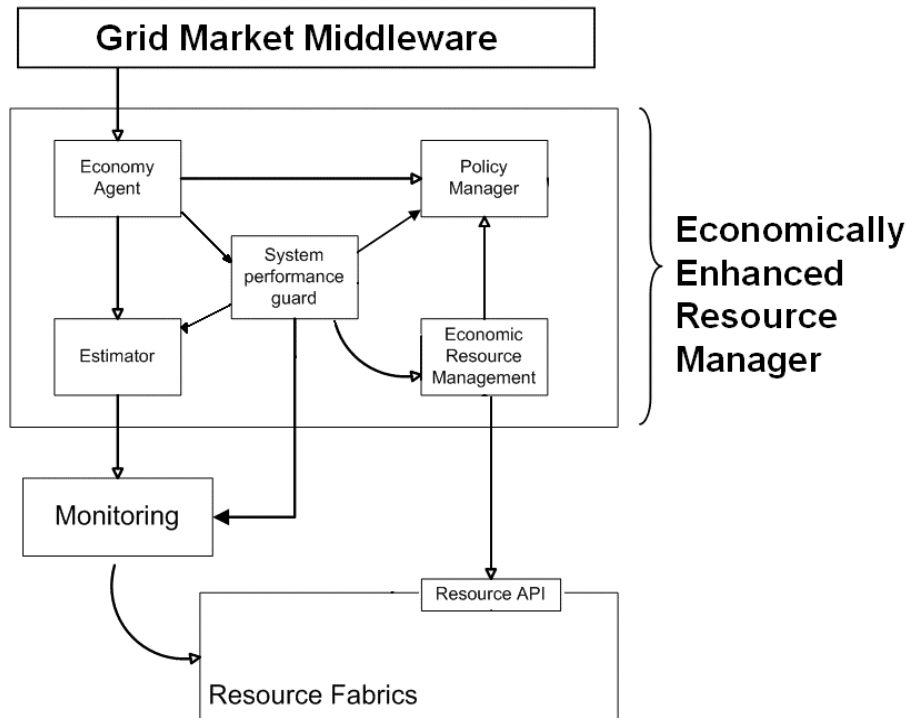 Grid Market Middleware
Economy
Agent
Policy
Manager
System
performance
guard
Estimator
Economic
Resource
Management
Economically
Enhanced
Resource
Manager
Monitoring
Resource API
Resource Fabrics